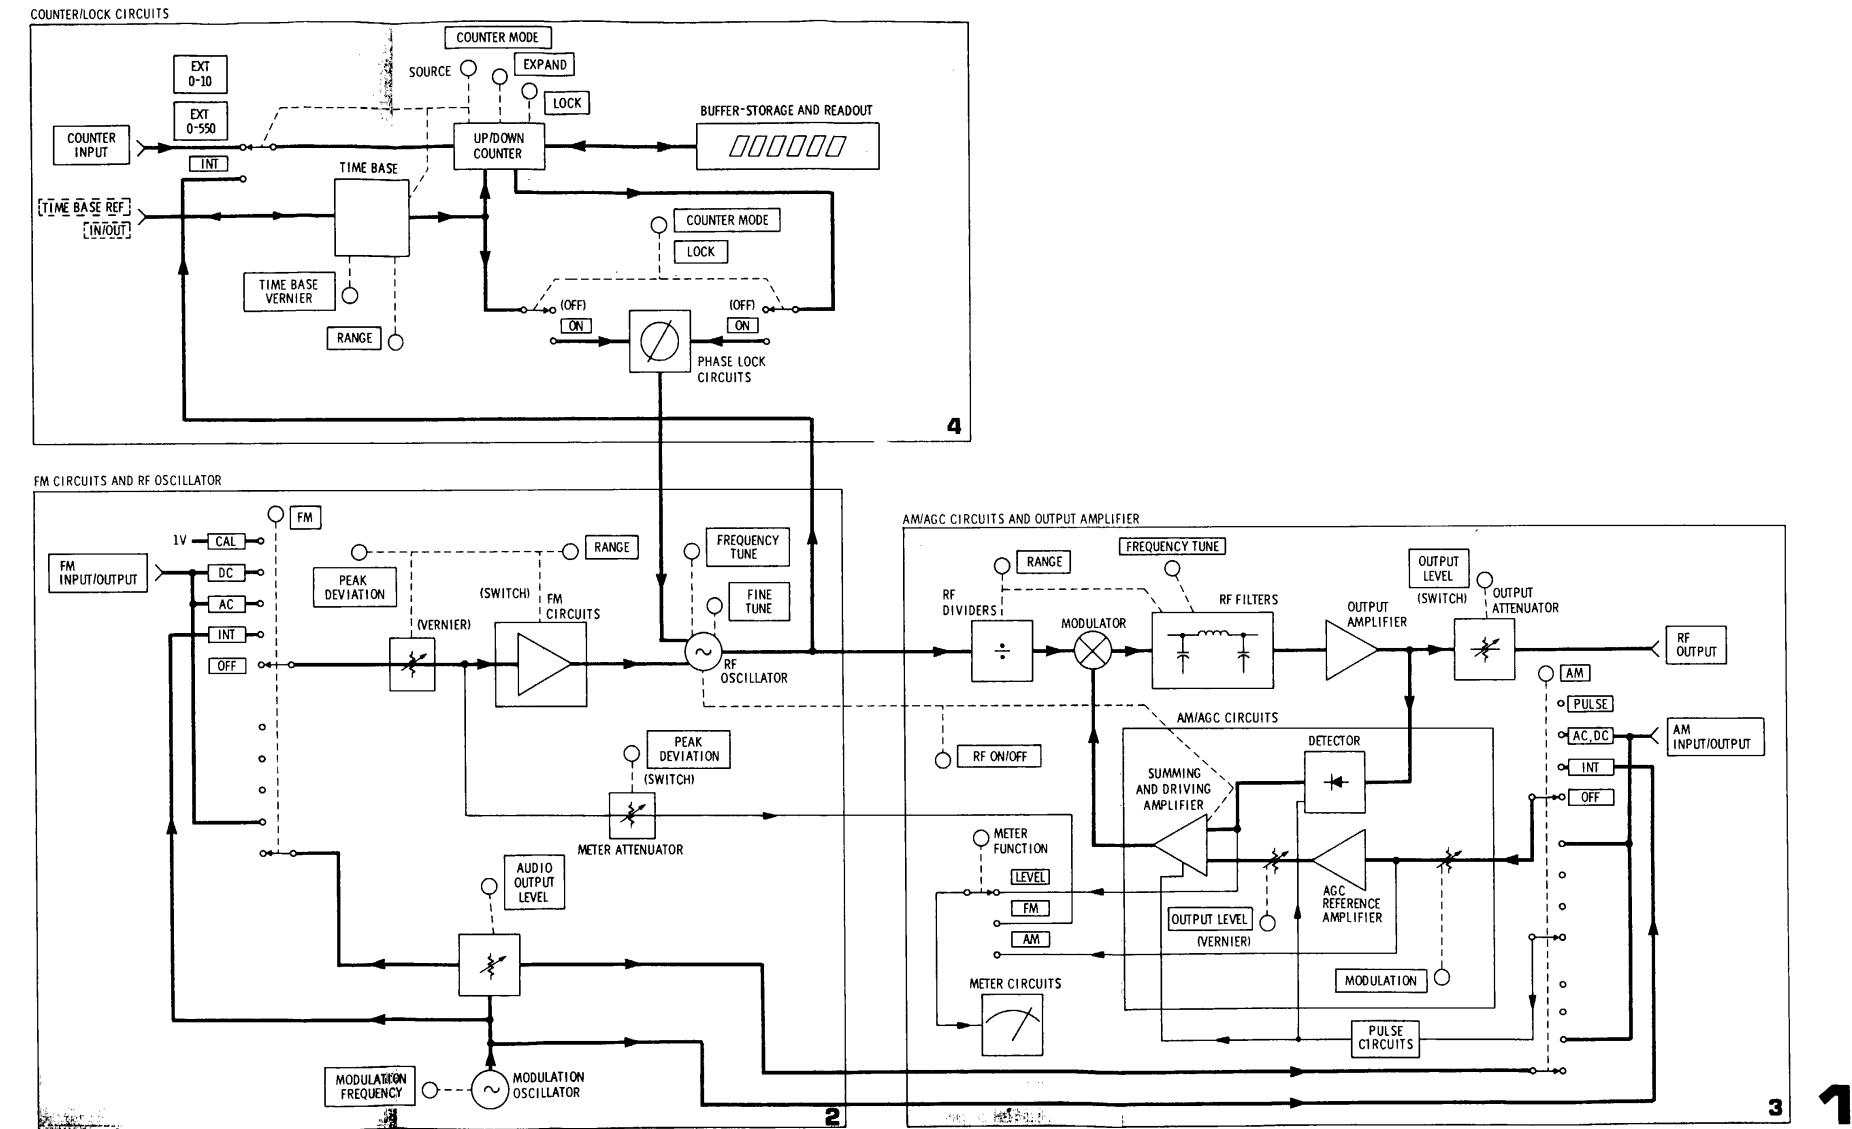 COUNTER/LOCK CIRCUITS
COUNTER MODE
SOURCE
EXPAND
LOCK
EXT
0-10
EXT
0-550
COUNTER
INPUT
INT
UP/DOWN
COUNTER
BUFFER-STORAGE AND READOUT
TIME BASE
TIME BASE REF
IN/OUT
COUNTER MODE
LOCK
TIME BASE
VERNIER
RANGE
(OFF)
ON
(OFF)
ON
PHASE LOCK
CIRCUITS
4
FM CIRCUITS AND RF OSCILLATOR
FM
1V
CAL
FM
INPUT/OUTPUT
DC
AC
INT
OFF
PEAK
DEVIATION
RANGE
(VERNIER)
(SWITCH)
FM
CIRCUITS
FREQUENCY
TUNE
FINE
TUNE
RF
OSCILLATOR
PEAK
DEVIATION
(SWITCH)
METER ATTENUATOR
AUDIO
OUTPUT
LEVEL
MODULATION
FREQUENCY
MODULATION
OSCILLATOR
2
AM/AGC CIRCUITS AND OUTPUT AMPLIFIER
RANGE
FREQUENCY TUNE
OUTPUT
LEVEL
(SWITCH)
OUTPUT
ATTENUATOR
RF
DIVIDERS
÷
MODULATOR
RF FILTERS
OUTPUT
AMPLIFIER
RF
OUTPUT
AM
PULSE
AC,DC
AM
INPUT/OUTPUT
INT
OFF
RF ON/OFF
AM/AGC CIRCUITS
DETECTOR
SUMMING
AND DRIVING
AMPLIFIER
METER
FUNCTION
LEVEL
FM
AM
AGC
REFERENCE
AMPLIFIER
OUTPUT LEVEL
(VERNIER)
MODULATION
METER CIRCUITS
PULSE
CIRCUITS
3
1